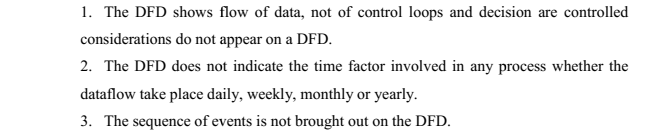 1. The DFD shows flow of data, not of control loops and decision are controlled
considerations do not appear on a DFD.
2. The DFD does not indicate the time factor involved in any process whether the
dataflow take place daily, weekly, monthly or yearly.
3. The sequence of events is not brought out on the DFD.